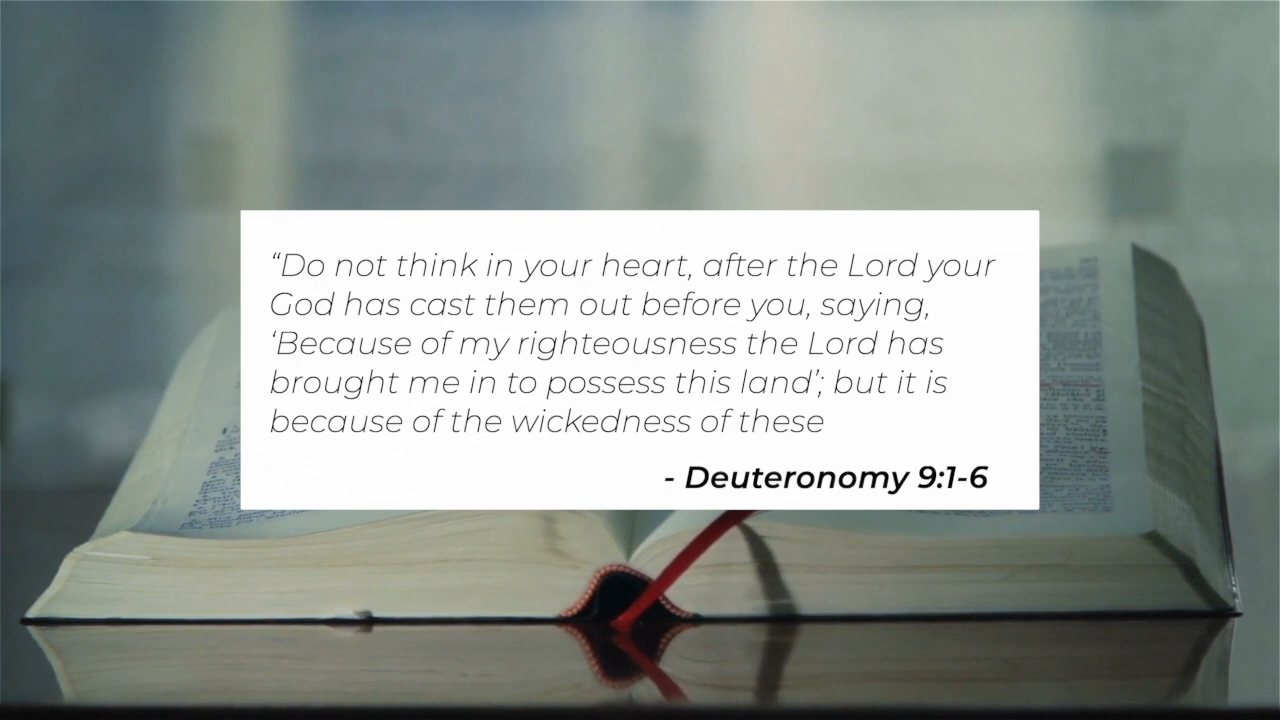 “Do not think in your heart, after the Lord your
God has cast them out before you, saying,
‘Because of my righteousness the Lord has
brought me in to possess this land’; but it is
because of the wickedness of these
- Deuteronomy 9:1-6